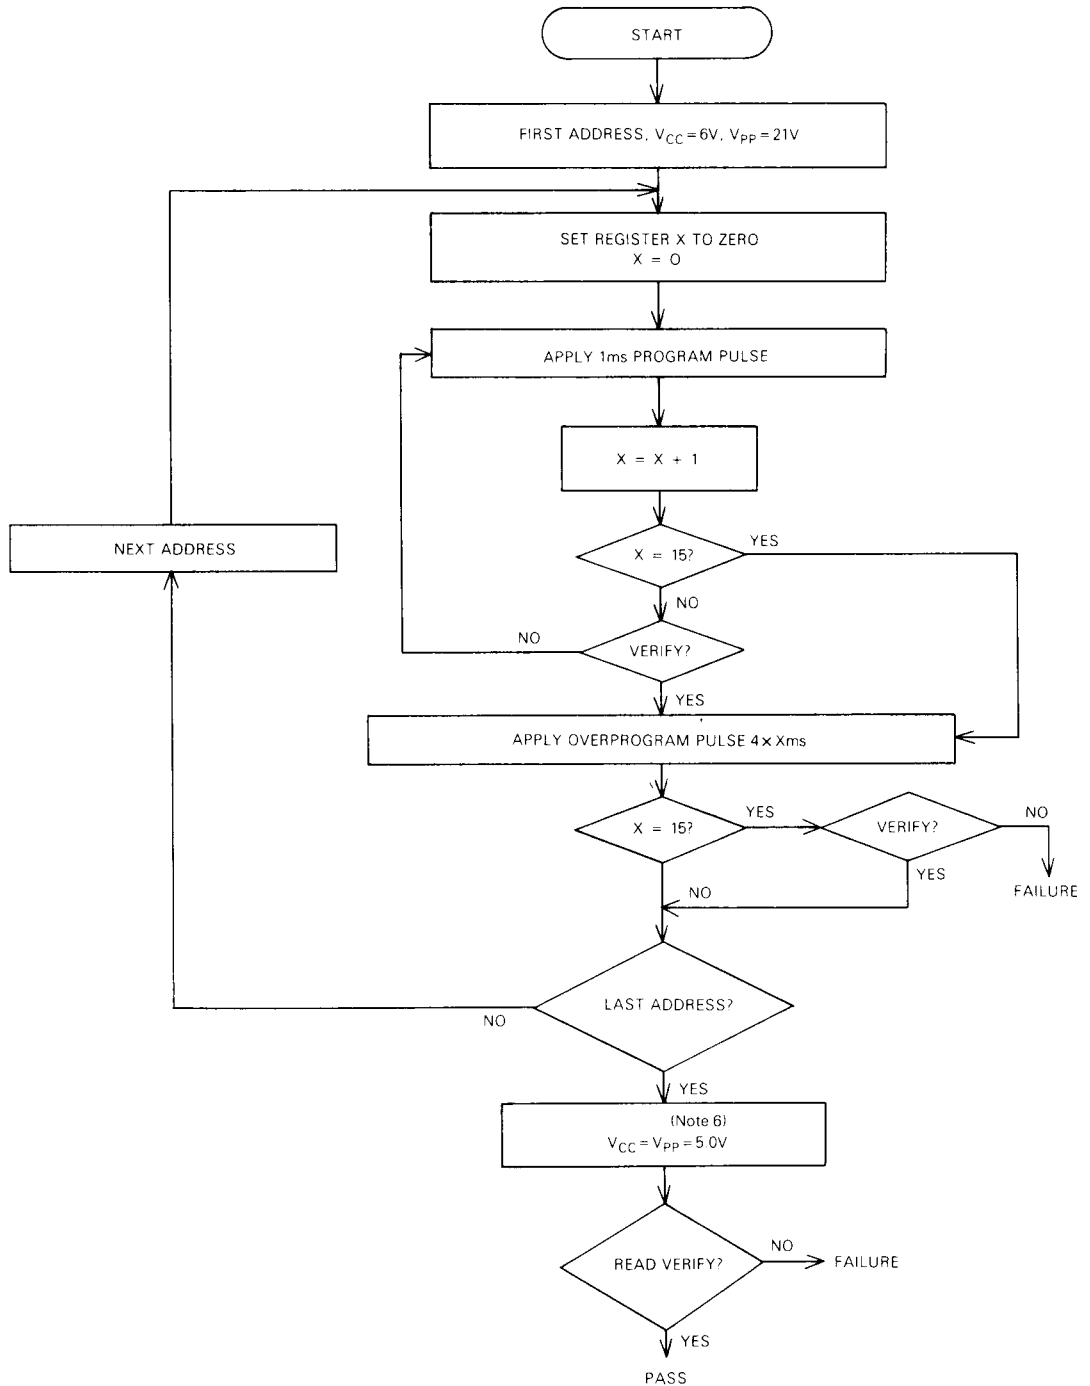 START
FIRST ADDRESS, VCC=6V, VPP=21V
SET REGISTER X TO ZERO
X = 0
APPLY 1ms PROGRAM PULSE
X = X + 1
NEXT ADDRESS
X = 15?
YES
NO
VERIFY?
NO
YES
APPLY OVERPROGRAM PULSE 4×Xms
X = 15?
YES
VERIFY?
NO
FAILURE
YES
NO
LAST ADDRESS?
NO
YES
(Note 6)
VCC=VPP=5.0V
READ VERIFY?
NO
FAILURE
YES
PASS